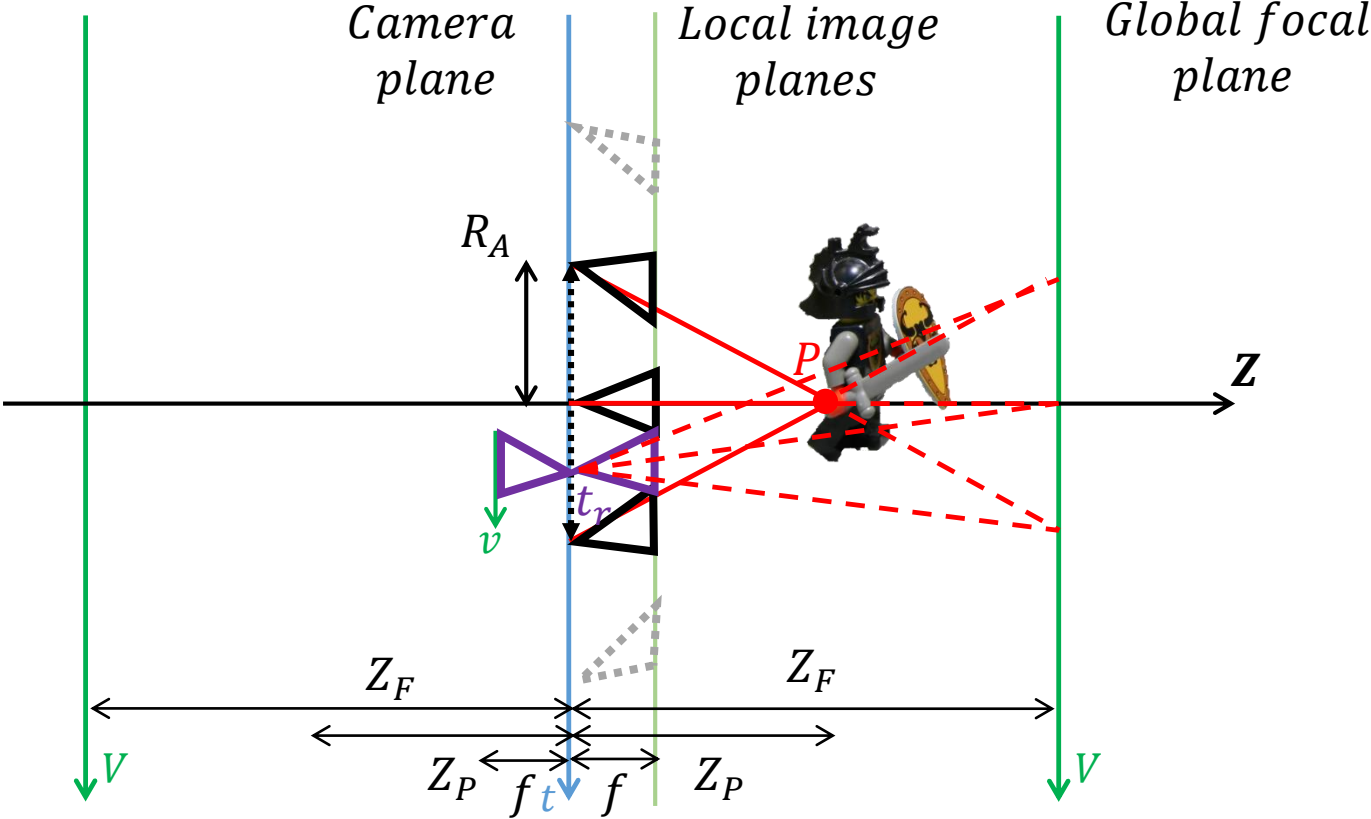 Camera
plane
Local image
planes
Global focal
plane
R_A
P
Z
t_r
v
Z_F
Z_F
V
Z_P
f
t
f
Z_P
V